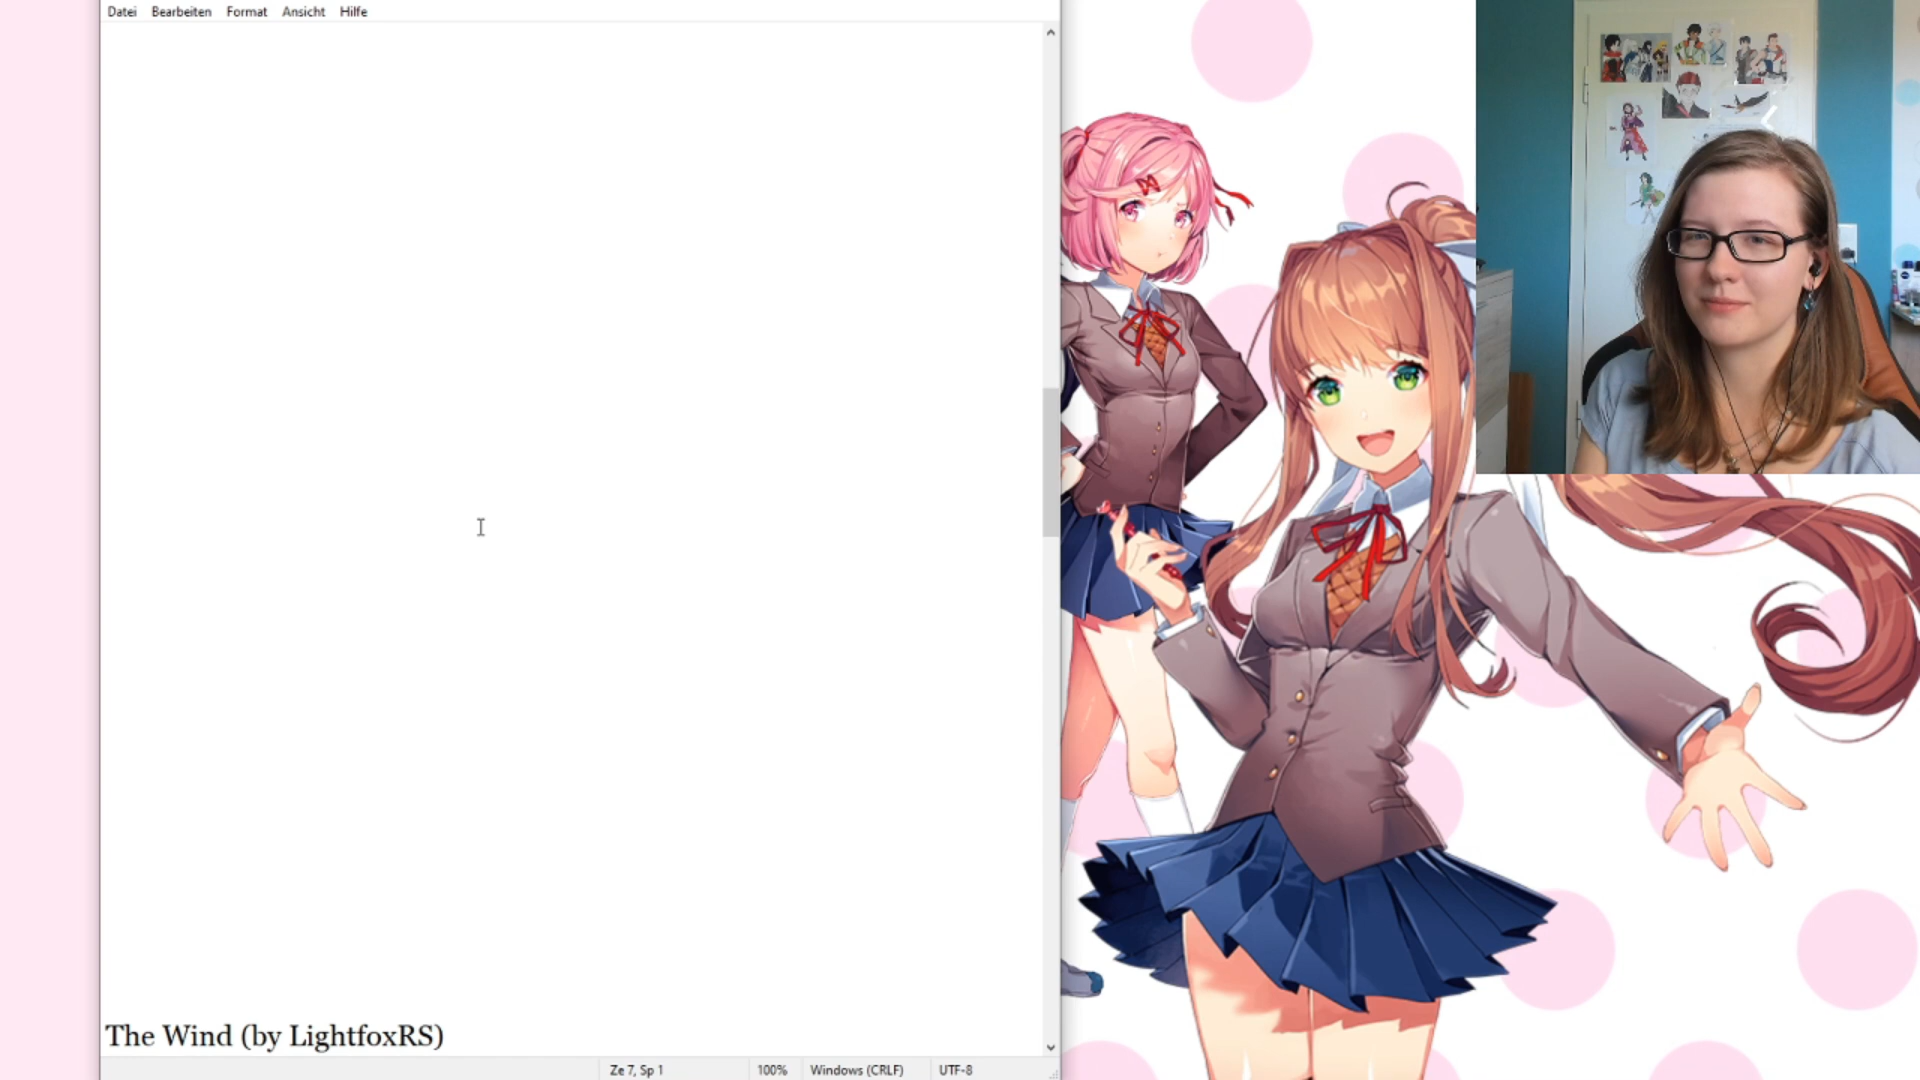 Datei Bearbeiten Format Ansicht Hilfe
The Wind (by LightfoxRS)
Ze 7, Sp 1 100% Windows (CRLF) UTF-8